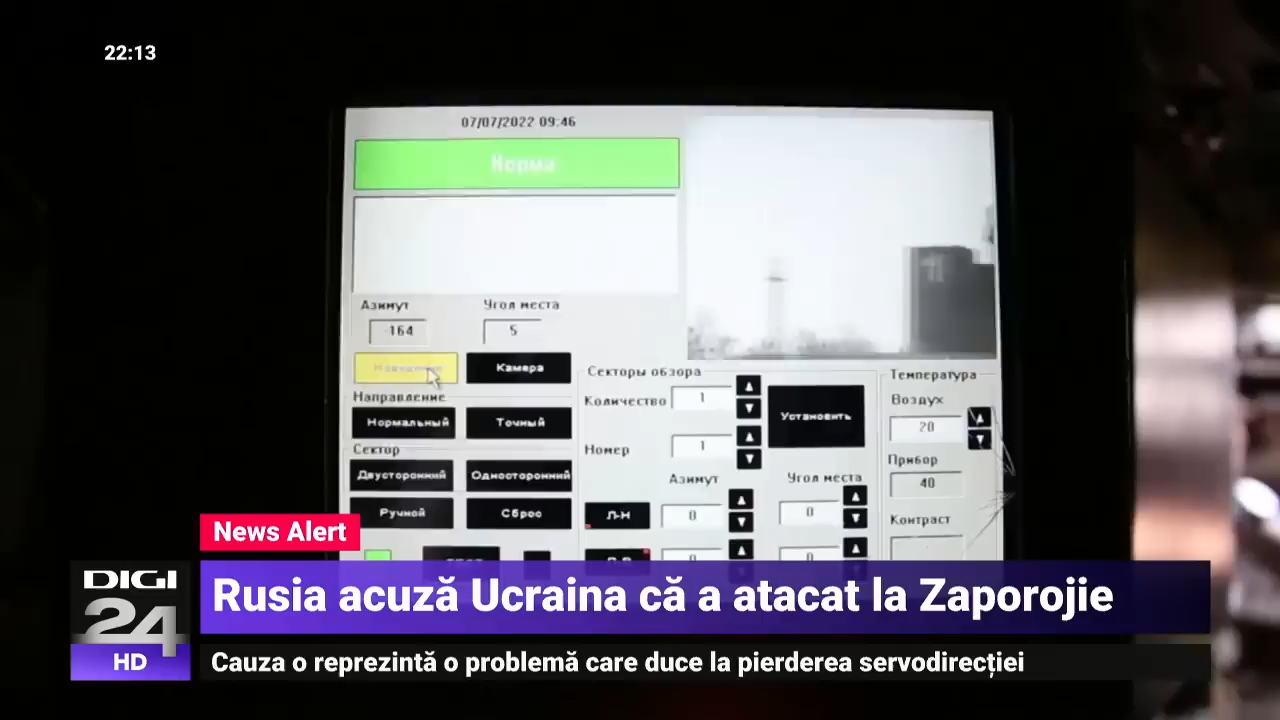 22:13
07/07/2022 09:46
Норма
Азимут
Угол места
-164
5
Камера
Направление
Нормальный
Точный
Сектор
Двусторонний
Односторонний
Ручной
Сброс
Секторы обзора
Количество
1
Установить
Номер
1
Азимут
Угол места
Л-Н
0
0
Температура
Воздух
20
Прибор
40
Контраст
News Alert
DIGI
24
HD
Rusia acuză Ucraina că a atacat la Zaporojie
Cauza o reprezintă o problemă care duce la pierderea servodirecției